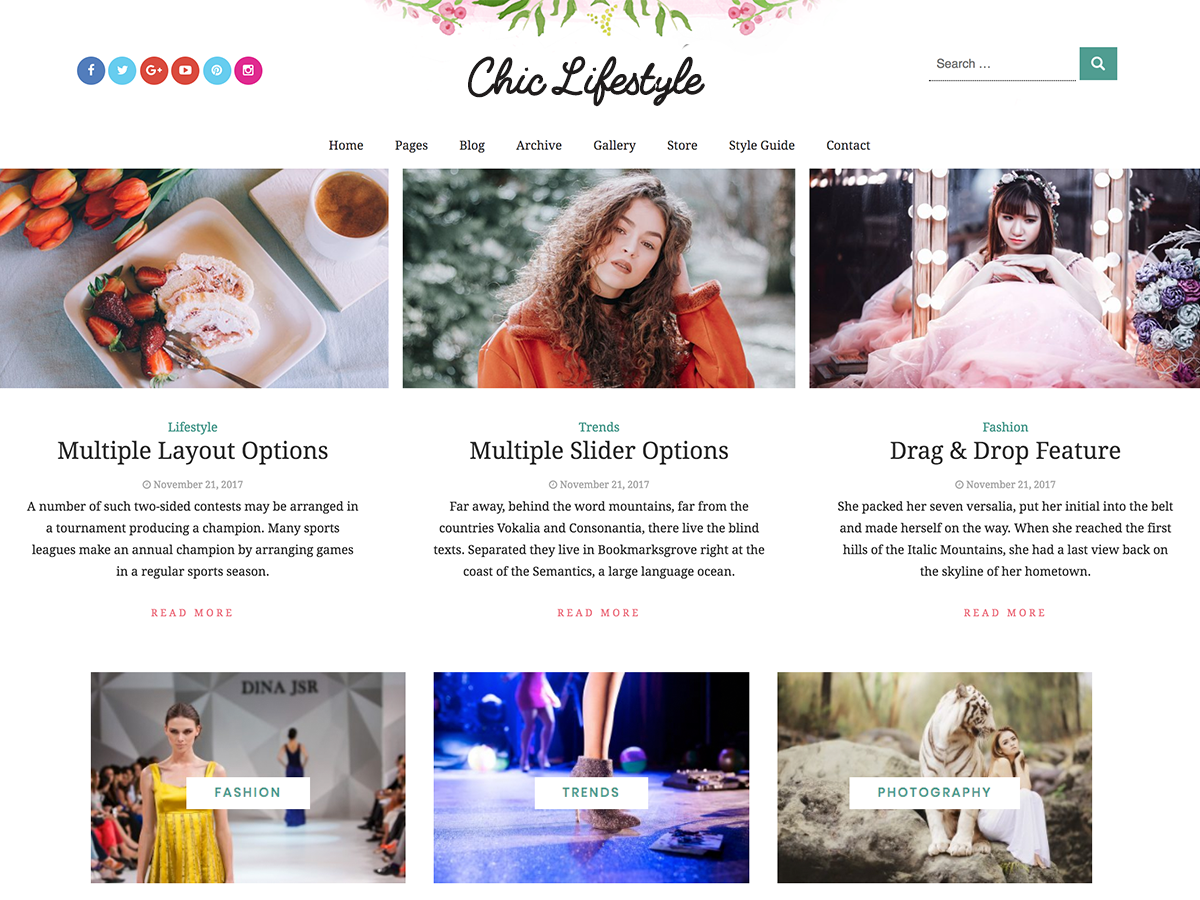 Chic Lifestyle
Search ...
Home Pages Blog Archive Gallery Store Style Guide Contact
Lifestyle
Multiple Layout Options
November 21, 2017
A number of such two-sided contests may be arranged in
a tournament producing a champion. Many sports
leagues make an annual champion by arranging games
in a regular sports season.
READ MORE
Trends
Multiple Slider Options
November 21, 2017
Far away, behind the word mountains, far from the
countries Vokalia and Consonantia, there live the blind
texts. Separated they live in Bookmarksgrove right at the
coast of the Semantics, a large language ocean.
READ MORE
Fashion
Drag & Drop Feature
November 21, 2017
She packed her seven versalia, put her initial into the belt
and made herself on the way. When she reached the first
hills of the Italic Mountains, she had a last view back on
the skyline of her hometown.
READ MORE
DINA JSR
FASHION
TRENDS
PHOTOGRAPHY